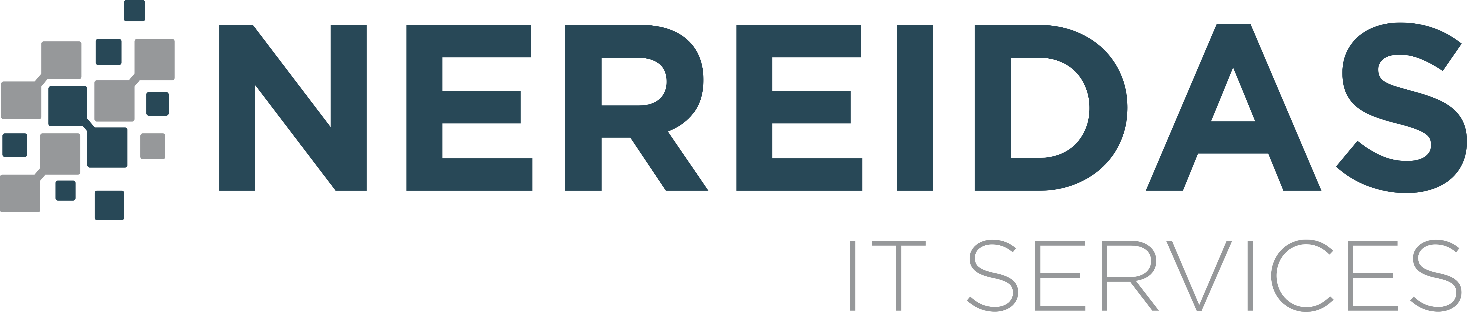 NEREIDAS
IT SERVICES